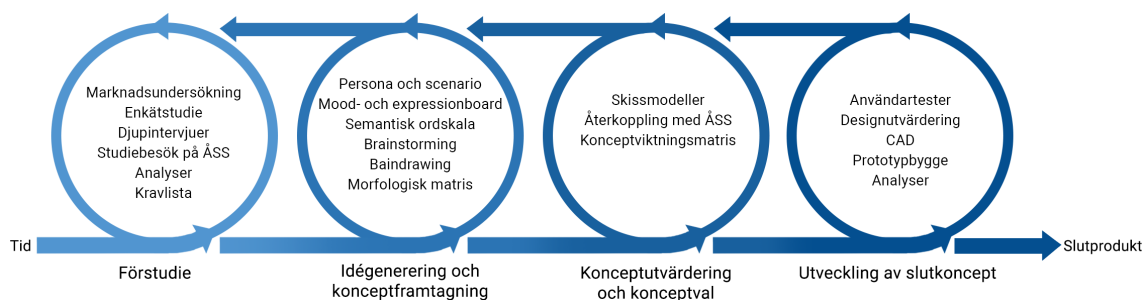 Marknadsundersökning
Enkätstudie
Djupintervjuer
Studiebesök på ÅSS
Analyser
Kravlista
Persona och scenario
Mood- och expressionboard
Semantisk ordskala
Brainstorming
Baindrawing
Morfologisk matris
Skissmodeller
Återkoppling med ÅSS
Konceptviktningsmatris
Användartester
Designutvärdering
CAD
Prototypbygge
Analyser
Tid
Slutprodukt
Förstudie
Idégenerering och
konceptframtagning
Konceptutvärdering
och konceptval
Utveckling av slutkoncept